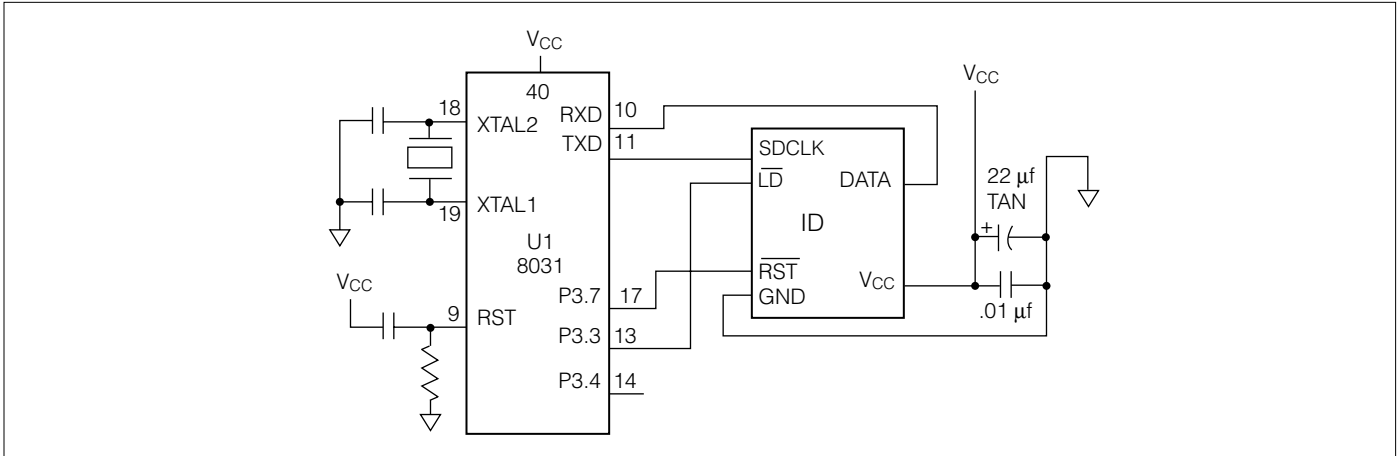 VCC
40
18
XTAL2
19
XTAL1
U1
8031
VCC
9
RST
RXD
10
TXD
11
P3.7
17
P3.3
13
P3.4
14
SDCLK
LD
DATA
ID
RST
GND
VCC
VCC
22 µf
TAN
+
.01 µf